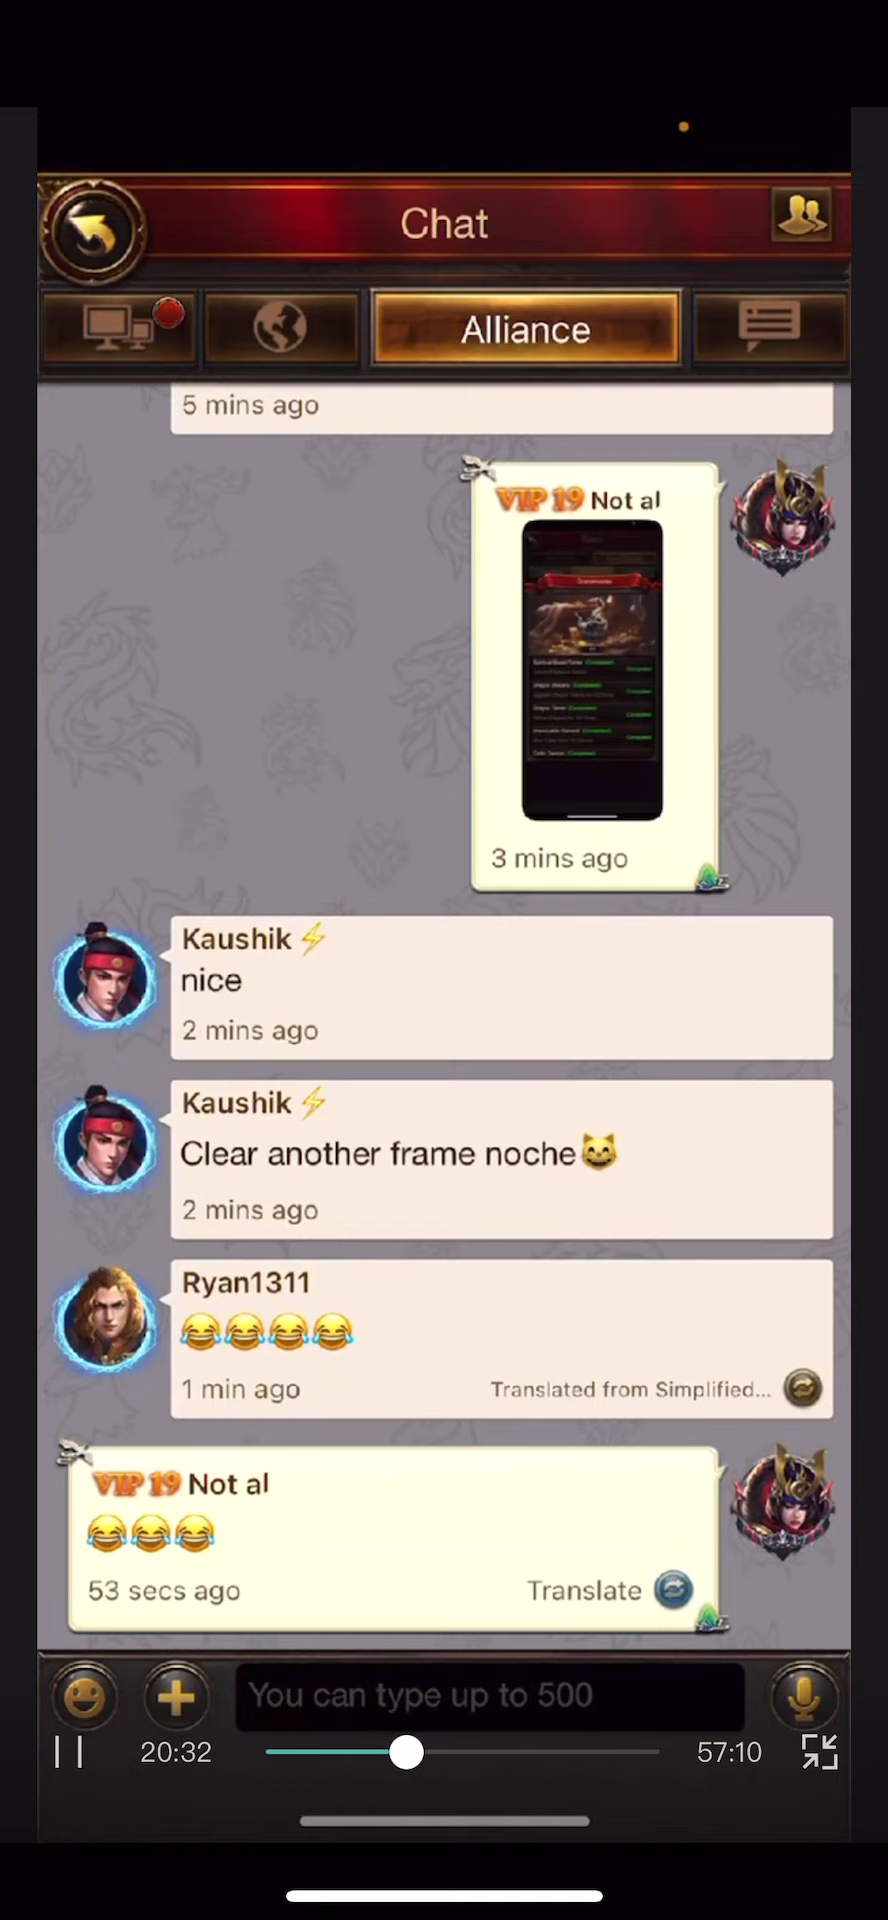 Chat
Alliance
5 mins ago
VIP 19 Not al
3 mins ago
Kaushik⚡
nice
2 mins ago
Kaushik⚡
Clear another frame noche😸
2 mins ago
Ryan1311
😂😂😂😂
1 min ago Translated from Simplified...
VIP 19 Not al
😂😂😂
53 secs ago Translate
You can type up to 500
20:32 57:10